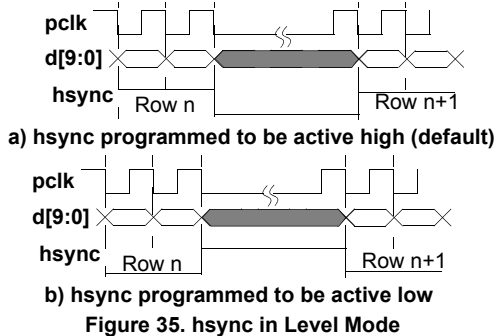 pclk
d[9:0]
hsync
Row n
Row n+1
a) hsync programmed to be active high (default)
pclk
d[9:0]
hsync
Row n
Row n+1
b) hsync programmed to be active low
Figure 35. hsync in Level Mode